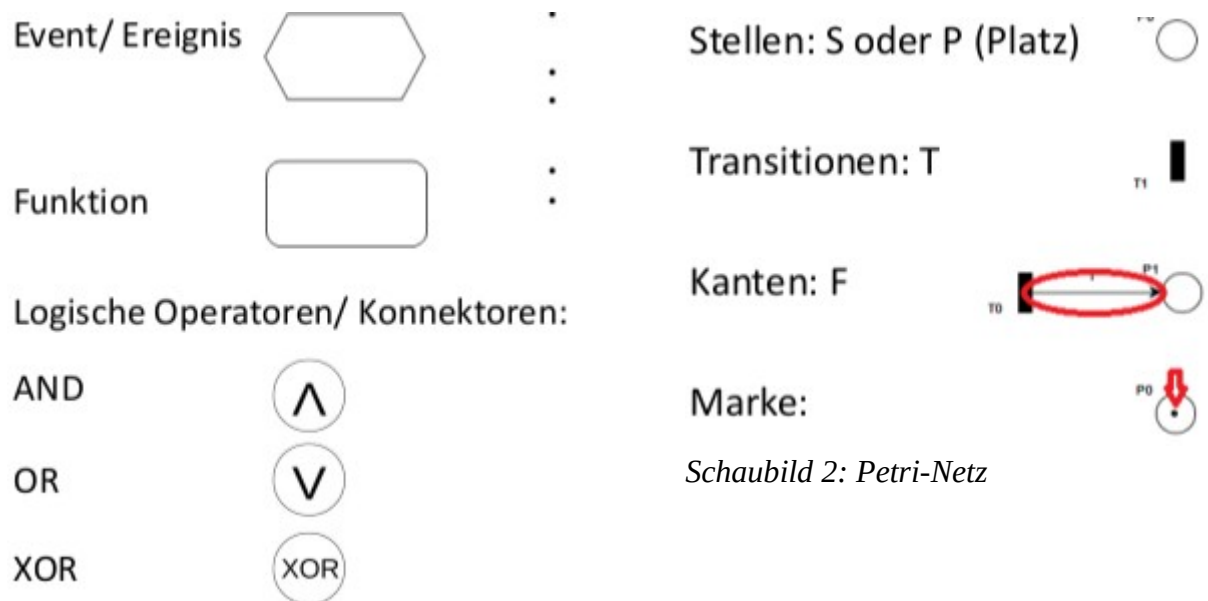 Event/ Ereignis
Funktion
Logische Operatoren/ Konnektoren:
AND
Λ
OR
V
XOR
XOR
Stellen: S oder P (Platz)
Transitionen: T
T1
Kanten: F
T0
P1
Marke:
P0
Schaubild 2: Petri-Netz